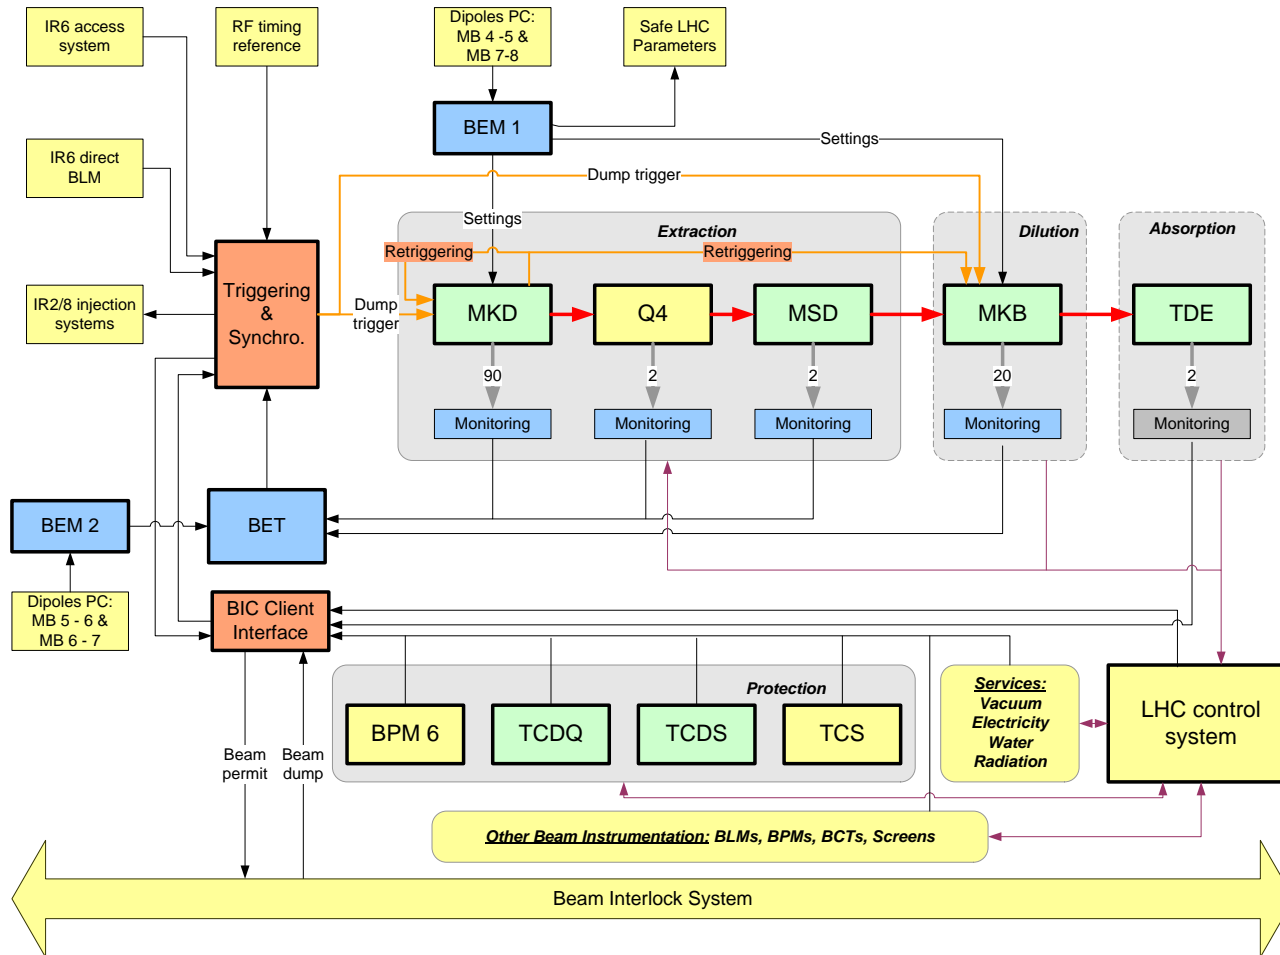 IR6 access
system
RF timing
reference
Dipoles PC:
MB 4 -5 &
MB 7-8
Safe LHC
Parameters
BEM 1
Settings
IR6 direct
BLM
Dump trigger
Settings
Extraction
Dilution
Absorption
Retriggering
Retriggering
Triggering
&
Synchro.
IR2/8 injection
systems
Dump
trigger
MKD
Q4
MSD
MKB
TDE
90
2
2
20
2
Monitoring
Monitoring
Monitoring
Monitoring
Monitoring
BEM 2
BET
Dipoles PC:
MB 5 - 6 &
MB 6 - 7
BIC Client
Interface
Protection
BPM 6
TCDQ
TCDS
TCS
Services:
Vacuum
Electricity
Water
Radiation
LHC control
system
Beam
permit
Beam
dump
Other Beam Instrumentation: BLMs, BPMs, BCTs, Screens
Beam Interlock System